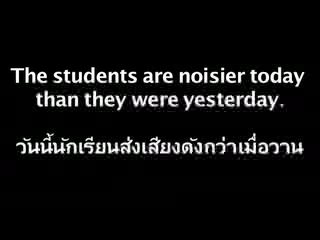 The students are noisier today
than they were yesterday.
วันนี้นักเรียนส่งเสียงดังกว่าเมื่อวาน